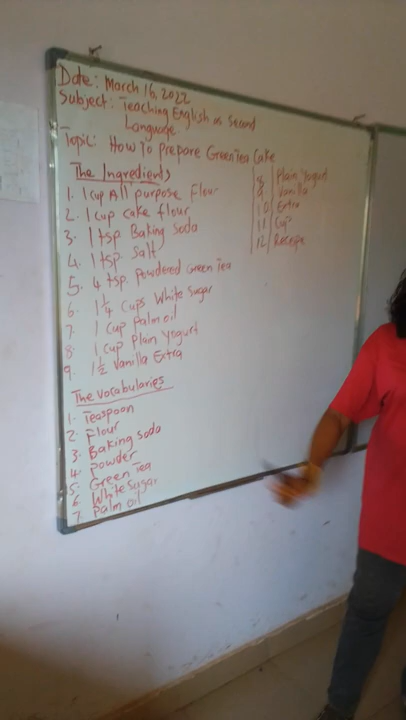 Date: March 16, 2022
Subject: Teaching English as Second
Language.
Topic: How To prepare Green Tea Cake
The Ingredients
1. 1 Cup All purpose Flour
2. 1 cup cake flour
3. 1 tsp Baking Soda
4. 1 tsp. Salt
5. 4 tsp. Powdered Green Tea
6. 1 1/4 Cups White Sugar
7. 1 Cup Palm oil
8. 1 Cup Plain Yogurt
9. 1 1/2 Vanilla Extra
The Vocabularies
1. Teaspoon
2. Flour
3. Baking Soda
4. Powder
5. Green Tea
6. White Sugar
7. Palm oil
8 Plain Yogurt
9 Vanilla
10 Extra
11 Cup
12 Receipe